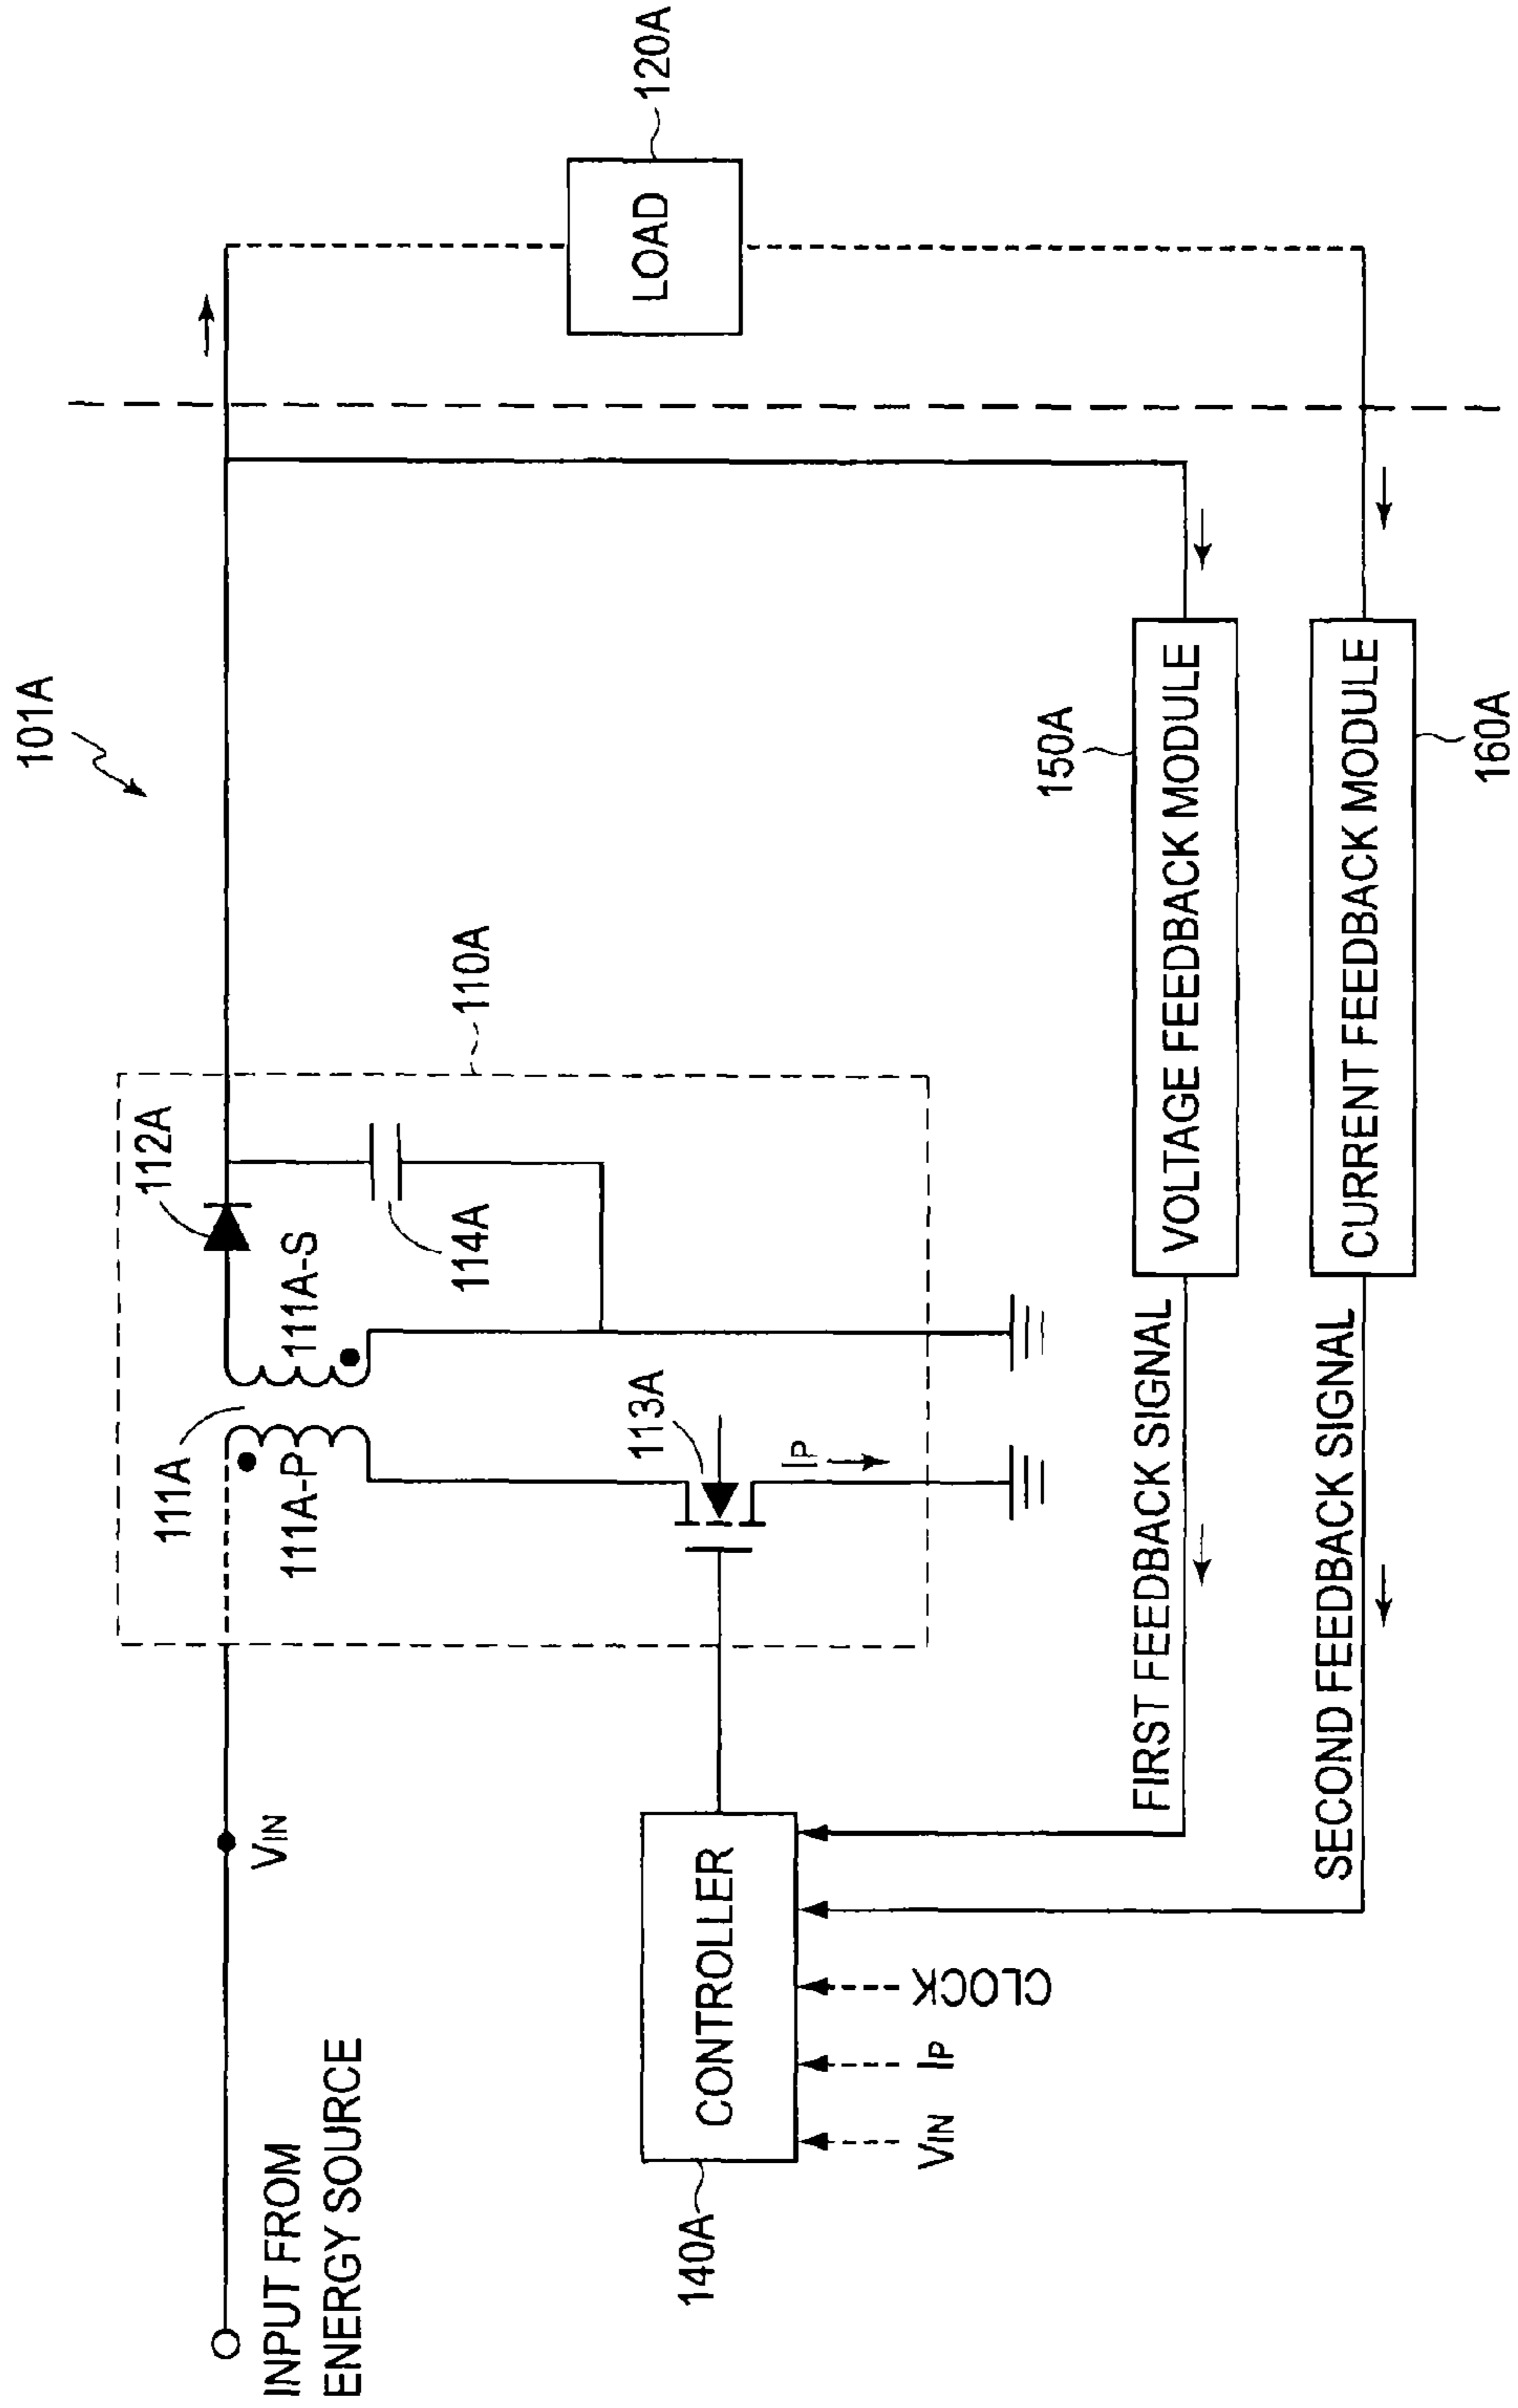 101A
INPUT FROM
ENERGY SOURCE
VIN
111A
111A-P
111A-S
112A
114A
110A
113A
IP
LOAD
120A
140A
CONTROLLER
VIN
IP
CLOCK
FIRST FEEDBACK SIGNAL
VOLTAGE FEEDBACK MODULE
150A
SECOND FEEDBACK SIGNAL
CURRENT FEEDBACK MODULE
160A